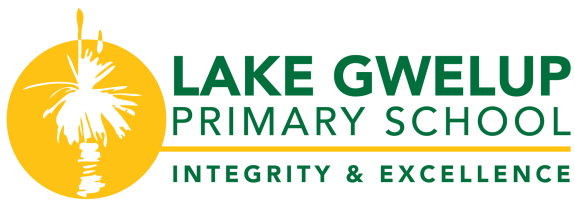 LAKE GWELUP
PRIMARY SCHOOL
INTEGRITY & EXCELLENCE